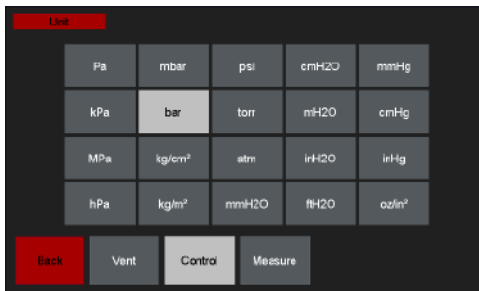 Unit
Pa mbar psi cmH2O mmHg
kPa bar torr mH2O cmHg
MPa kg/cm² atm inH2O inHg
hPa kg/m² mmH2O ftH2O oz/in²
Back Vent Control Measure